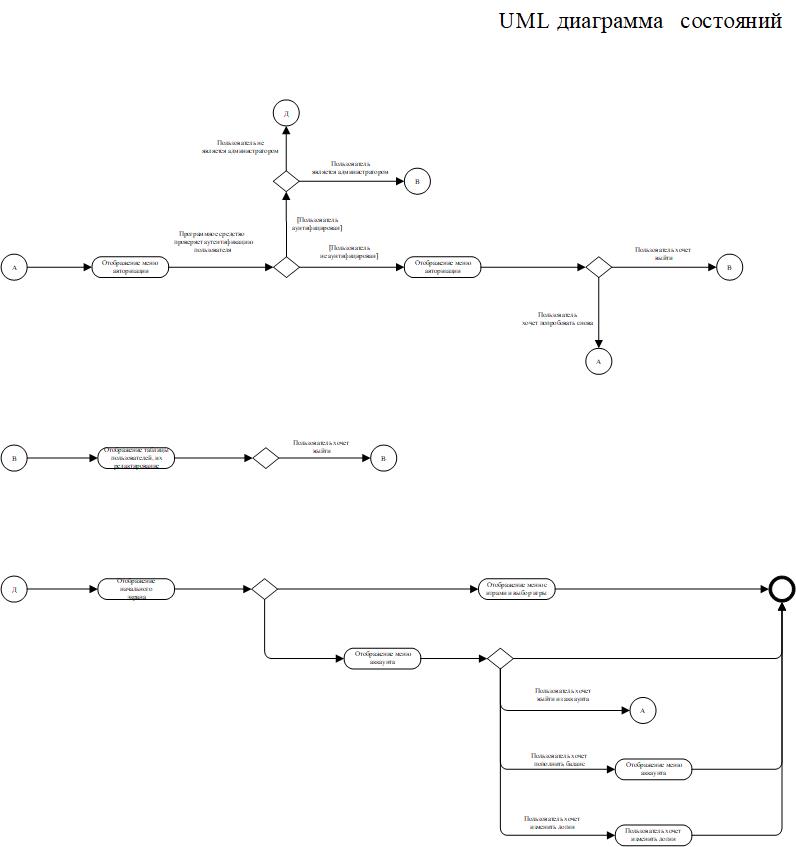 UML диаграмма состояний
Д
Пользователь не
является администратором
Пользователь
является администратором
В
[Пользователь
аунтифицирован]
Программное средство
проверяет аутентификацию
пользователя
[Пользователь
не аунтифицирован]
Пользователь хочет
выйти
А
Отображение меню
авторизации
Отображение меню
авторизации
В
Пользователь
хочет попробовать снова
А
Пользователь хочет
выйти
В
Отображение таблицы
пользователей, их
редактирование
В
Д
Отображение
начального
экрана
Отображение меню с
играми и выбор игры
Отображение меню
аккаунта
Пользователь хочет
выйти из аккаунта
А
Пользователь хочет
пополнить баланс
Отображение меню
аккаунта
Пользователь хочет
изменить логин
Пользователь хочет
изменить логин